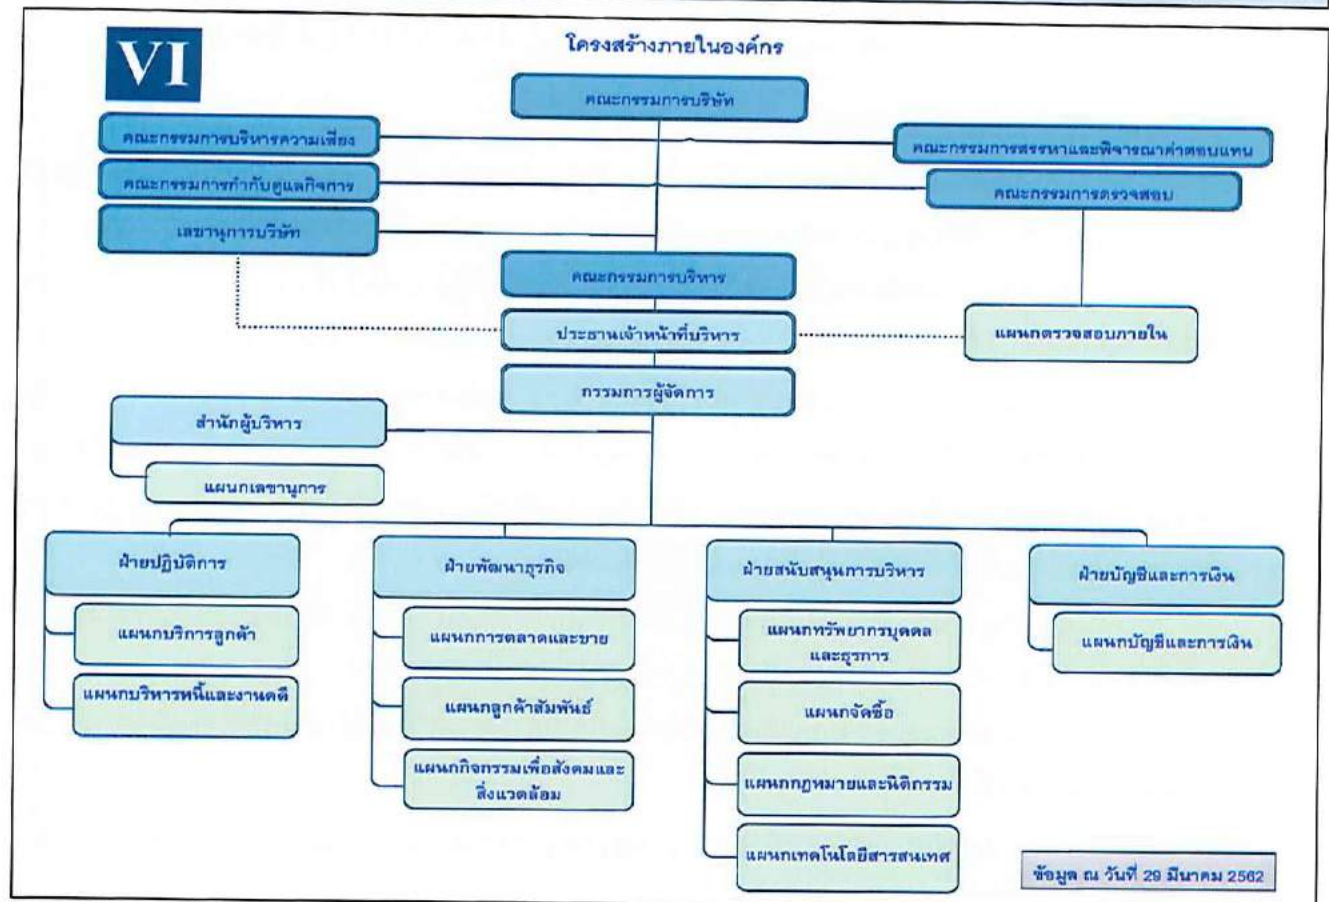 VI
โครงสร้างภายในองค์กร
คณะกรรมการบริษัท
คณะกรรมการบริหารความเสี่ยง
คณะกรรมการสรรหาและพิจารณาค่าตอบแทน
คณะกรรมการกำกับดูแลกิจการ
คณะกรรมการตรวจสอบ
เลขานุการบริษัท
คณะกรรมการบริหาร
ประธานเจ้าหน้าที่บริหาร
แผนกตรวจสอบภายใน
กรรมการผู้จัดการ
สำนักผู้บริหาร
แผนกเลขานุการ
ฝ่ายปฏิบัติการ
แผนกบริการลูกค้า
แผนกบริหารหนี้และงานคดี
ฝ่ายพัฒนาธุรกิจ
แผนกการตลาดและขาย
แผนกลูกค้าสัมพันธ์
แผนกกิจกรรมเพื่อสังคมและ
สิ่งแวดล้อม
ฝ่ายสนับสนุนการบริหาร
แผนกทรัพยากรบุคคล
และธุรการ
แผนกจัดซื้อ
แผนกกฎหมายและนิติกรรม
แผนกเทคโนโลยีสารสนเทศ
ฝ่ายบัญชีและการเงิน
แผนกบัญชีและการเงิน
ข้อมูล ณ วันที่ 29 มีนาคม 2562